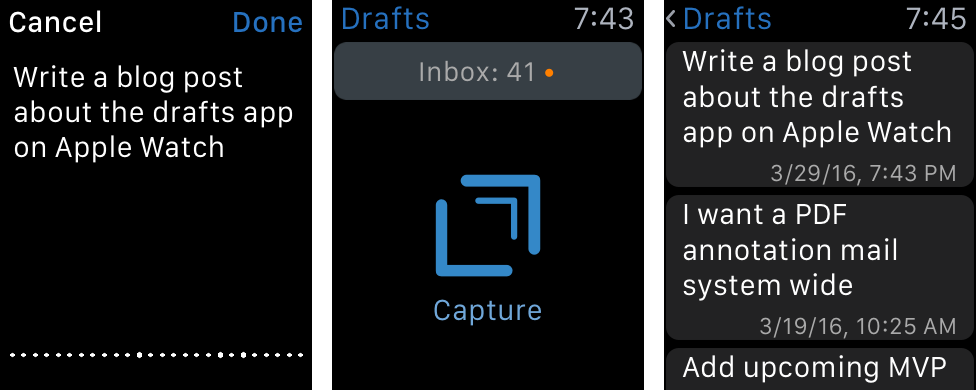 Cancel Done
Write a blog post
about the drafts app
on Apple Watch
Drafts 7:43
Inbox: 41
Capture
Drafts 7:45
Write a blog post
about the drafts
app on Apple Watch
3/29/16, 7:43 PM
I want a PDF
annotation mail
system wide
3/19/16, 10:25 AM
Add upcoming MVP